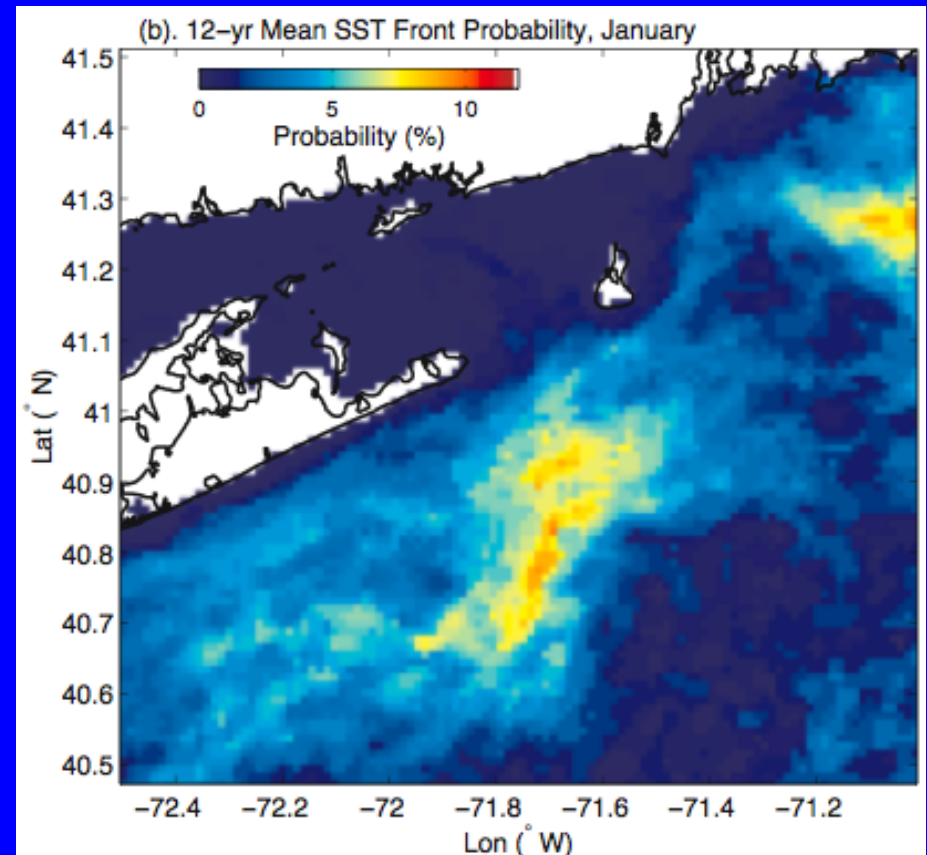 (b). 12−yr Mean SST Front Probability, January
0 5 10
Probability (%)
41.5
41.4
41.3
41.2
41.1
41
40.9
40.8
40.7
40.6
40.5
Lat (° N)
−72.4 −72.2 −72 −71.8 −71.6 −71.4 −71.2
Lon (° W)